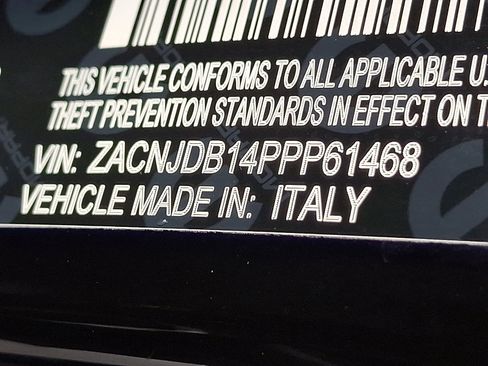 THIS VEHICLE CONFORMS TO ALL APPLICABLE U.
THEFT PREVENTION STANDARDS IN EFFECT ON T
VIN: ZACNJDB14PPP61468
VEHICLE MADE IN: ITALY